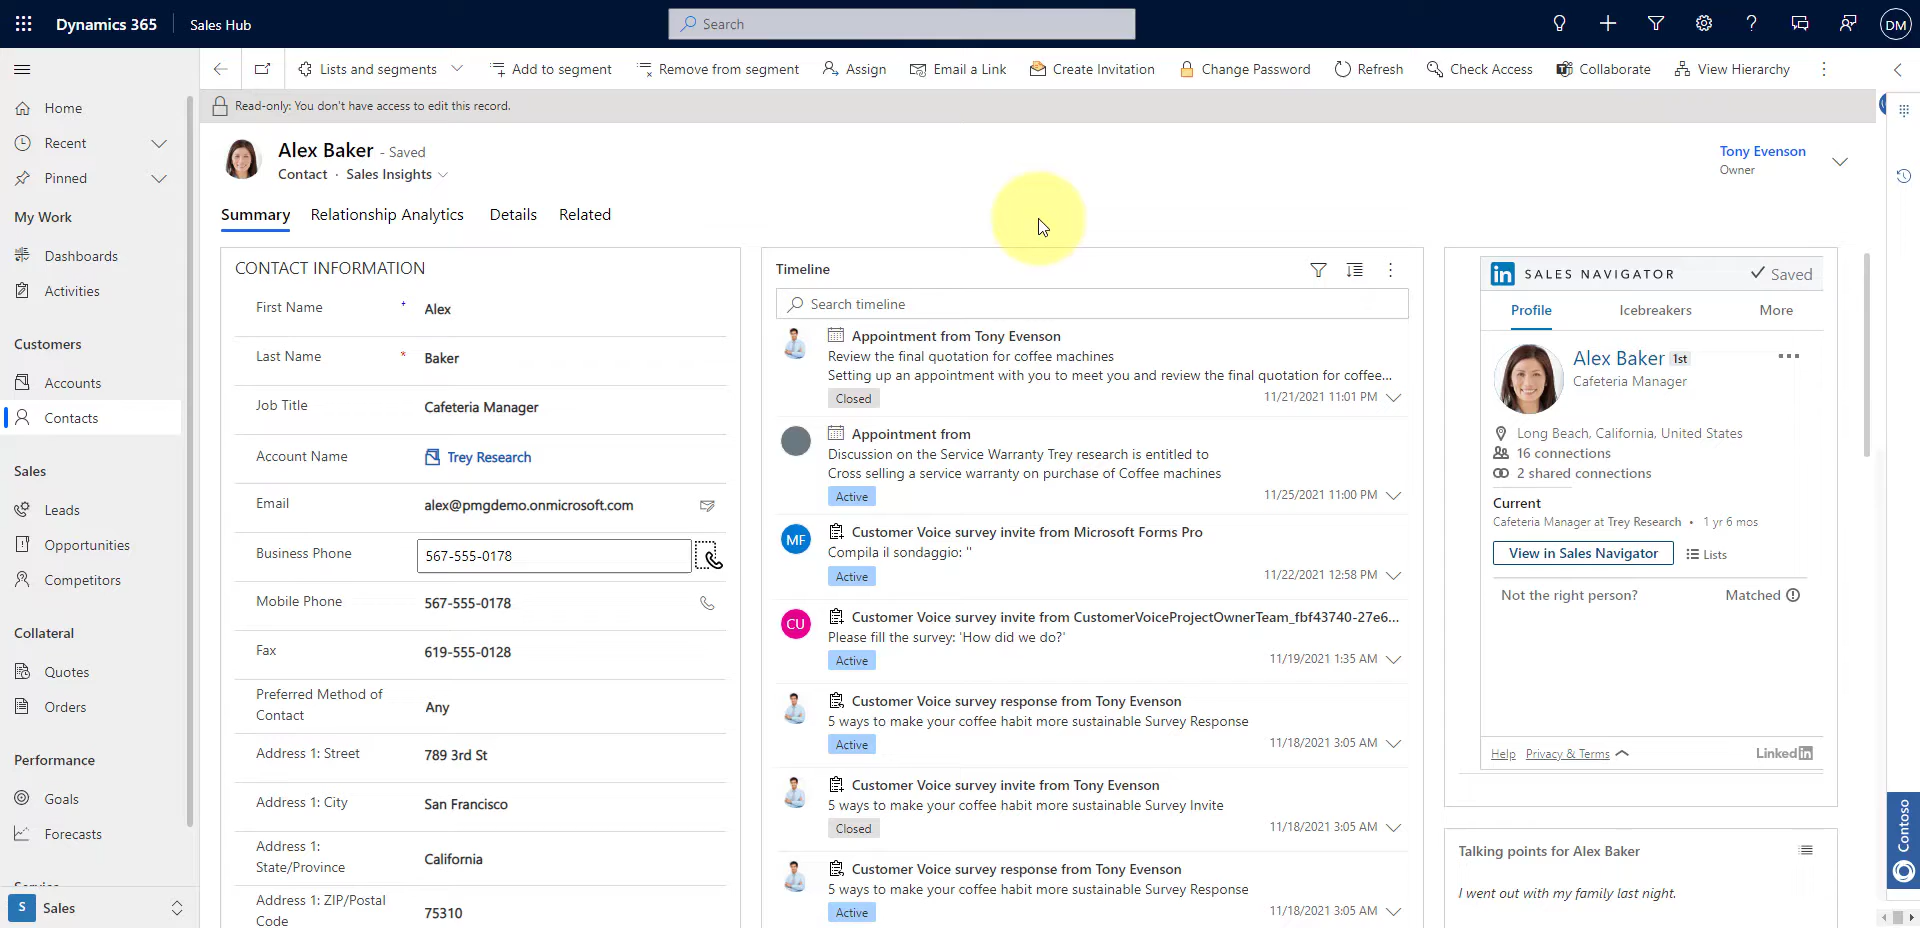 Dynamics 365
Sales Hub
Search
DM
Lists and segments
Add to segment
Remove from segment
Assign
Email a Link
Create Invitation
Change Password
Refresh
Check Access
Collaborate
View Hierarchy
Read-only: You don't have access to edit this record.
Home
Recent
Pinned
My Work
Dashboards
Activities
Customers
Accounts
Contacts
Sales
Leads
Opportunities
Competitors
Collateral
Quotes
Orders
Performance
Goals
Forecasts
S Sales
Alex Baker - Saved
Contact · Sales Insights
Tony Evenson
Owner
Summary
Relationship Analytics
Details
Related
CONTACT INFORMATION
First Name + Alex
Last Name * Baker
Job Title Cafeteria Manager
Account Name Trey Research
Email alex@pmgdemo.onmicrosoft.com
Business Phone 567-555-0178
Mobile Phone 567-555-0178
Fax 619-555-0128
Preferred Method of
Contact
Any
Address 1: Street 789 3rd St
Address 1: City San Francisco
Address 1:
State/Province
California
Address 1: ZIP/Postal
Code
75310
Timeline
Search timeline
Appointment from Tony Evenson
Review the final quotation for coffee machines
Setting up an appointment with you to meet you and review the final quotation for coffee...
Closed 11/21/2021 11:01 PM
Appointment from
Discussion on the Service Warranty Trey research is entitled to
Cross selling a service warranty on purchase of Coffee machines
Active 11/25/2021 11:00 PM
MF Customer Voice survey invite from Microsoft Forms Pro
Compila il sondaggio: ''
Active 11/22/2021 12:58 PM
CU Customer Voice survey invite from CustomerVoiceProjectOwnerTeam_fbf43740-27e6...
Please fill the survey: 'How did we do?'
Active 11/19/2021 1:35 AM
Customer Voice survey response from Tony Evenson
5 ways to make your coffee habit more sustainable Survey Response
Active 11/18/2021 3:05 AM
Customer Voice survey invite from Tony Evenson
5 ways to make your coffee habit more sustainable Survey Invite
Closed 11/18/2021 3:05 AM
Customer Voice survey response from Tony Evenson
5 ways to make your coffee habit more sustainable Survey Response
Active 11/18/2021 3:05 AM
in SALES NAVIGATOR Saved
Profile Icebreakers More
Alex Baker 1st
Cafeteria Manager
Long Beach, California, United States
16 connections
2 shared connections
Current
Cafeteria Manager at Trey Research • 1 yr 6 mos
View in Sales Navigator Lists
Not the right person? Matched
Help Privacy & Terms LinkedIn
Talking points for Alex Baker
I went out with my family last night.
Contoso